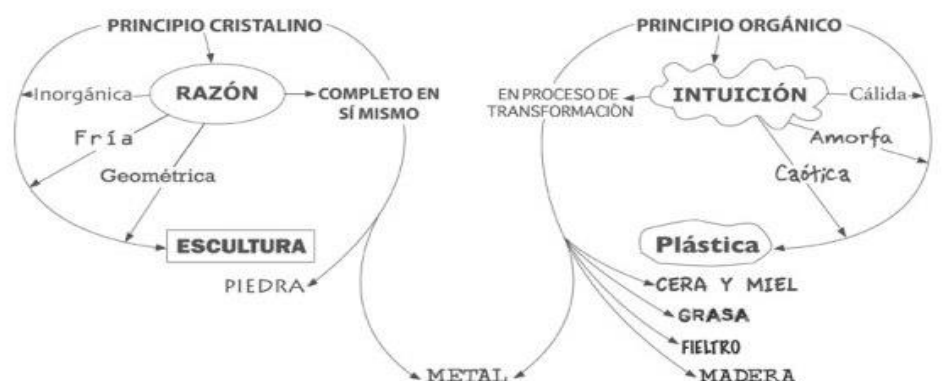 PRINCIPIO CRISTALINO
Inorgánica
RAZÓN
COMPLETO EN
SÍ MISMO
Fría
Geométrica
ESCULTURA
PIEDRA
PRINCIPIO ORGÁNICO
EN PROCESO DE
TRANSFORMACIÓN
INTUICIÓN
Cálida
Amorfa
Caótica
Plástica
CERA Y MIEL
GRASA
FIELTRO
MADERA
METAL